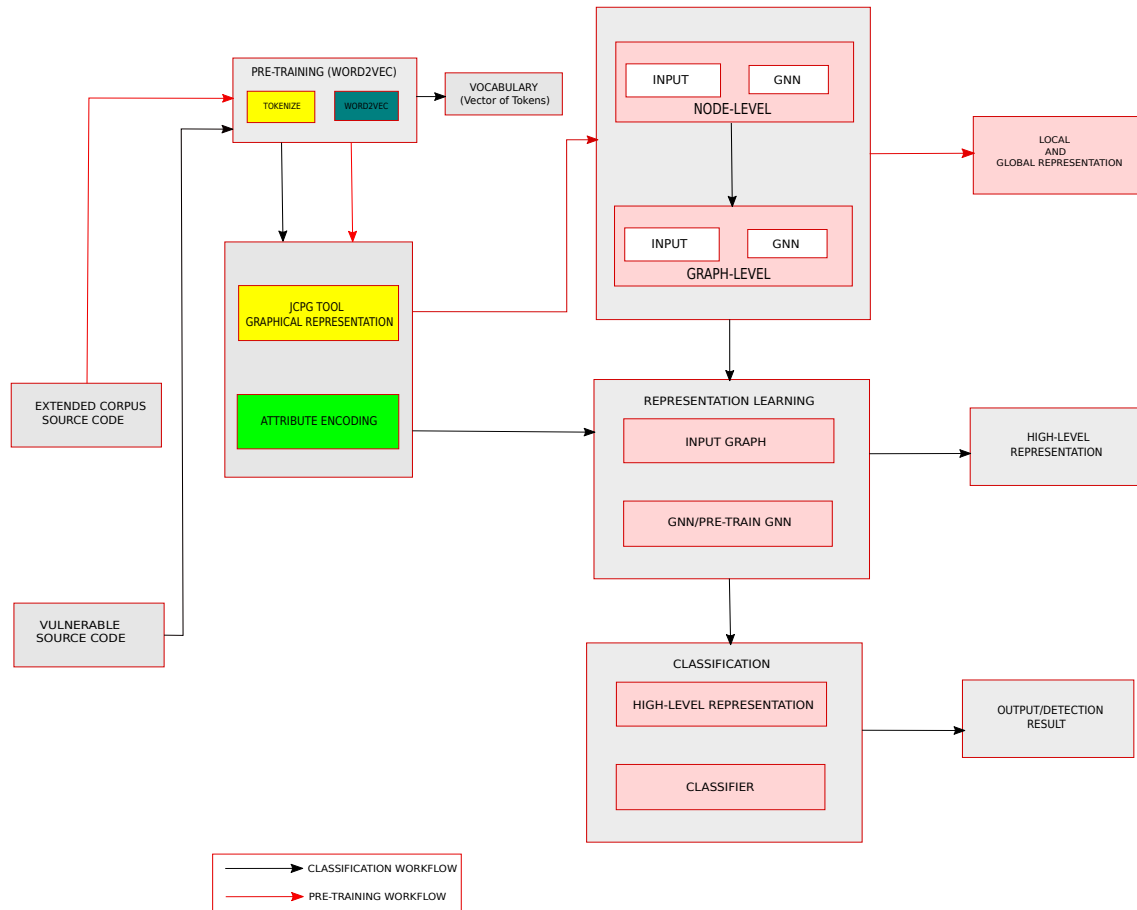 PRE-TRAINING (WORD2VEC)
TOKENIZE
WORD2VEC
VOCABULARY
(Vector of Tokens)
INPUT
GNN
NODE-LEVEL
INPUT
GNN
GRAPH-LEVEL
LOCAL
AND
GLOBAL REPRESENTATION
JCPG TOOL
GRAPHICAL REPRESENTATION
ATTRIBUTE ENCODING
EXTENDED CORPUS
SOURCE CODE
REPRESENTATION LEARNING
INPUT GRAPH
GNN/PRE-TRAIN GNN
HIGH-LEVEL
REPRESENTATION
VULNERABLE
SOURCE CODE
CLASSIFICATION
HIGH-LEVEL REPRESENTATION
CLASSIFIER
OUTPUT/DETECTION
RESULT
CLASSIFICATION WORKFLOW
PRE-TRAINING WORKFLOW